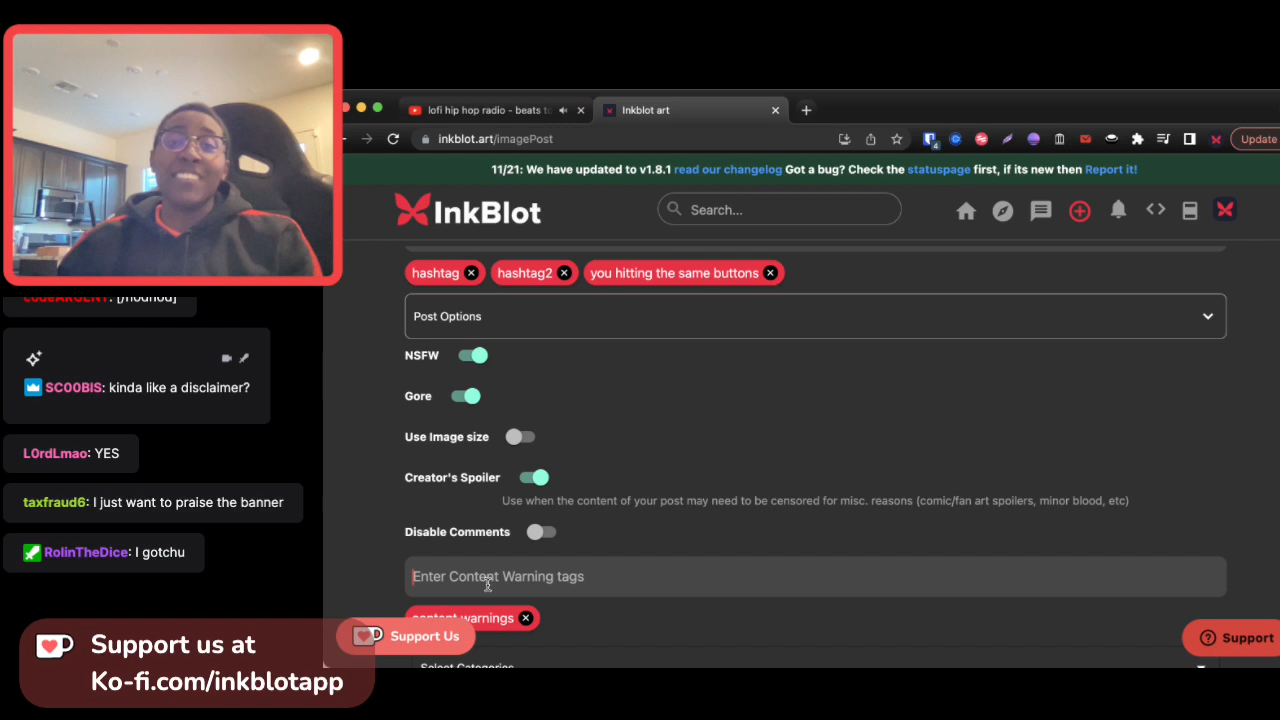 lofi hip hop radio - beats to
Inkblot art
inkblot.art/imagePost
4
Update
11/21: We have updated to v1.8.1 read our changelog Got a bug? Check the statuspage first, if its new then Report it!
InkBlot
Search...
hashtag
hashtag2
you hitting the same buttons
Post Options
NSFW
Gore
Use Image size
Creator's Spoiler
Use when the content of your post may need to be censored for misc. reasons (comic/fan art spoilers, minor blood, etc)
Disable Comments
Enter Content Warning tags
content warnings
Support Us
Support
Select Categories
codeARGENT: [/nodnod]
SC00BIS: kinda like a disclaimer?
L0rdLmao: YES
taxfraud6: I just want to praise the banner
RolinTheDice: I gotchu
Support us at
Ko-fi.com/inkblotapp